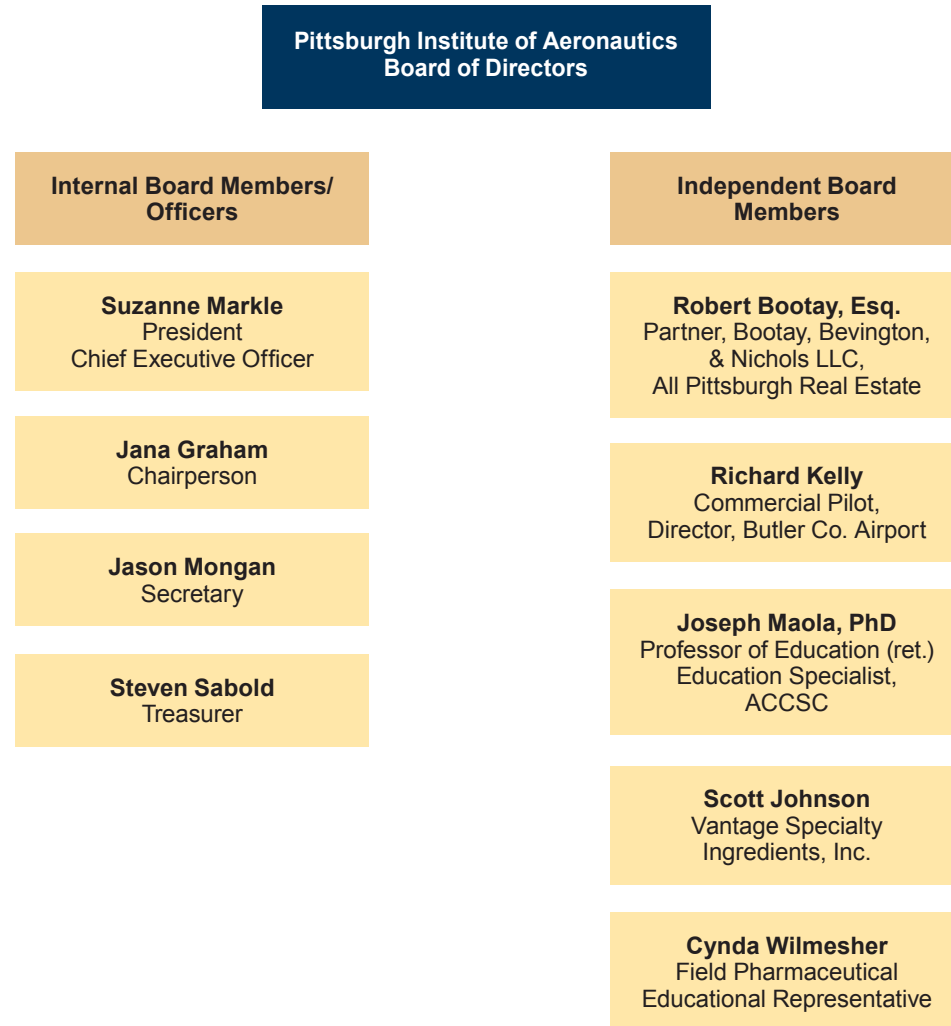 Pittsburgh Institute of Aeronautics
Board of Directors
Internal Board Members/
Officers
Suzanne Markle
President
Chief Executive Officer
Jana Graham
Chairperson
Jason Mongan
Secretary
Steven Sabold
Treasurer
Independent Board
Members
Robert Bootay, Esq.
Partner, Bootay, Bevington,
& Nichols LLC,
All Pittsburgh Real Estate
Richard Kelly
Commercial Pilot,
Director, Butler Co. Airport
Joseph Maola, PhD
Professor of Education (ret.)
Education Specialist,
ACCSC
Scott Johnson
Vantage Specialty
Ingredients, Inc.
Cynda Wilmesher
Field Pharmaceutical
Educational Representative